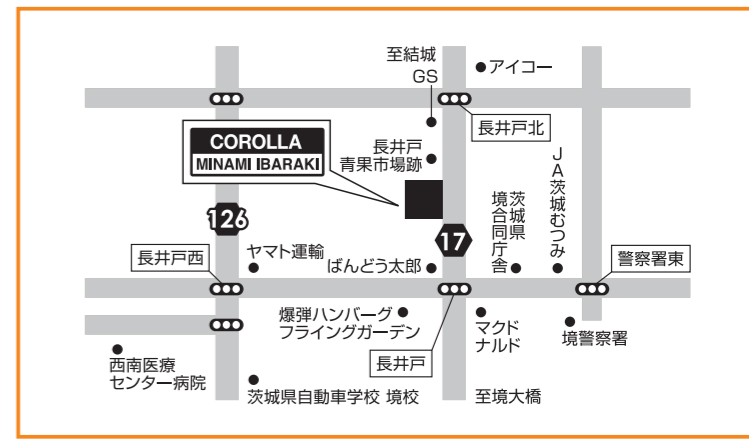 至結城
GS
アイコー
長井戸北
COROLLA
MINAMI IBARAKI
長井戸
青果市場跡
JA茨城むつみ
茨城県
境合同庁舎
126
17
長井戸西
ヤマト運輸
ばんどう太郎
警察署東
爆弾ハンバーグ
フライングガーデン
マクド
ナルド
境警察署
西南医療
センター病院
長井戸
茨城県自動車学校 境校
至境大橋